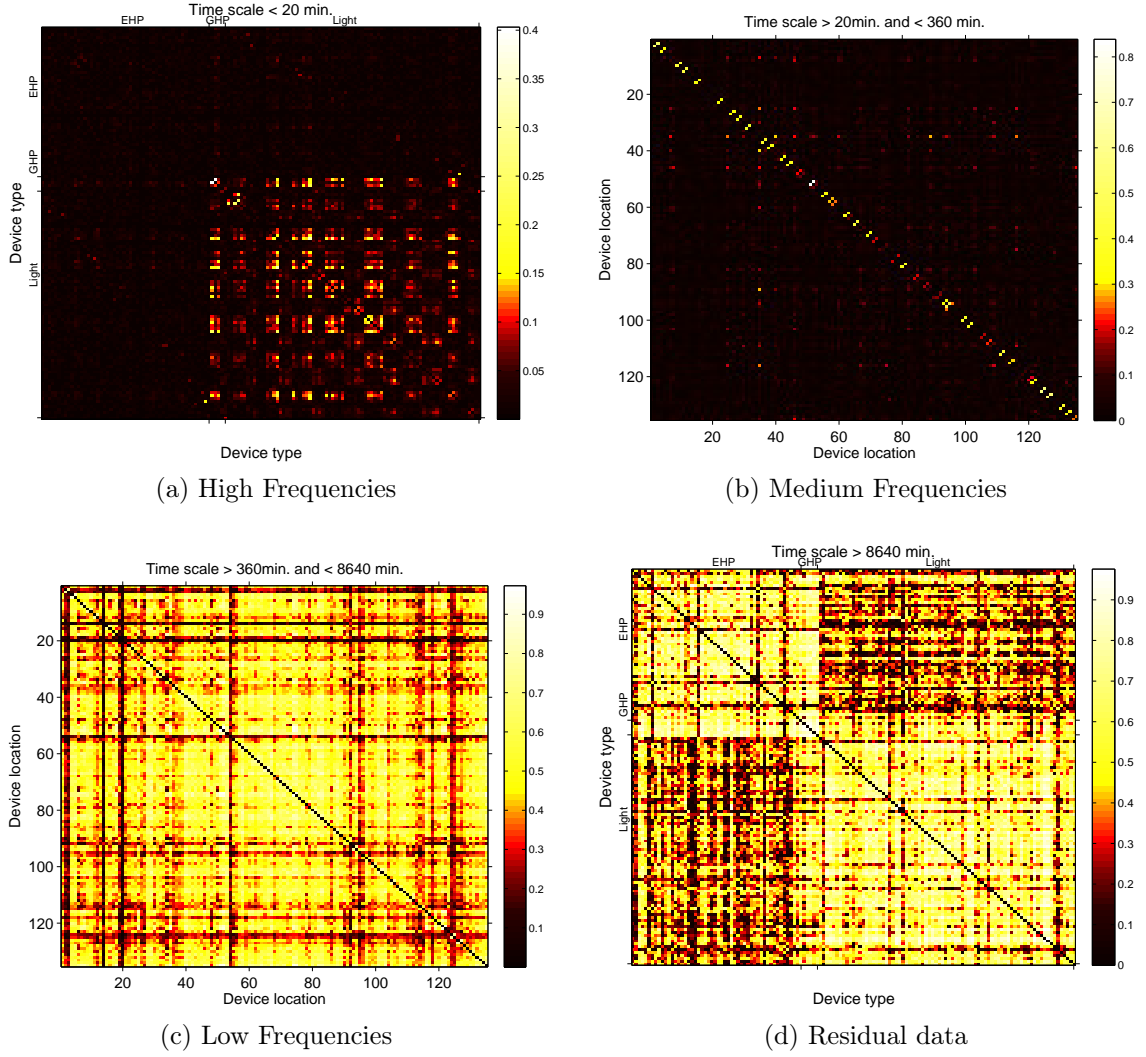 Time scale < 20 min.
EHP GHP Light
EHP
GHP
Light
Device type
0.4
0.35
0.3
0.25
0.2
0.15
0.1
0.05
Device type
(a) High Frequencies
Time scale > 20min. and < 360 min.
20
40
60
80
100
120
Device location
0.8
0.7
0.6
0.5
0.4
0.3
0.2
0.1
0
20 40 60 80 100 120
Device location
(b) Medium Frequencies
Time scale > 360min. and < 8640 min.
20
40
60
80
100
120
Device location
0.9
0.8
0.7
0.6
0.5
0.4
0.3
0.2
0.1
20 40 60 80 100 120
Device location
(c) Low Frequencies
Time scale > 8640 min.
EHP GHP Light
EHP
GHP
Light
Device type
0.9
0.8
0.7
0.6
0.5
0.4
0.3
0.2
0.1
0
Device type
(d) Residual data